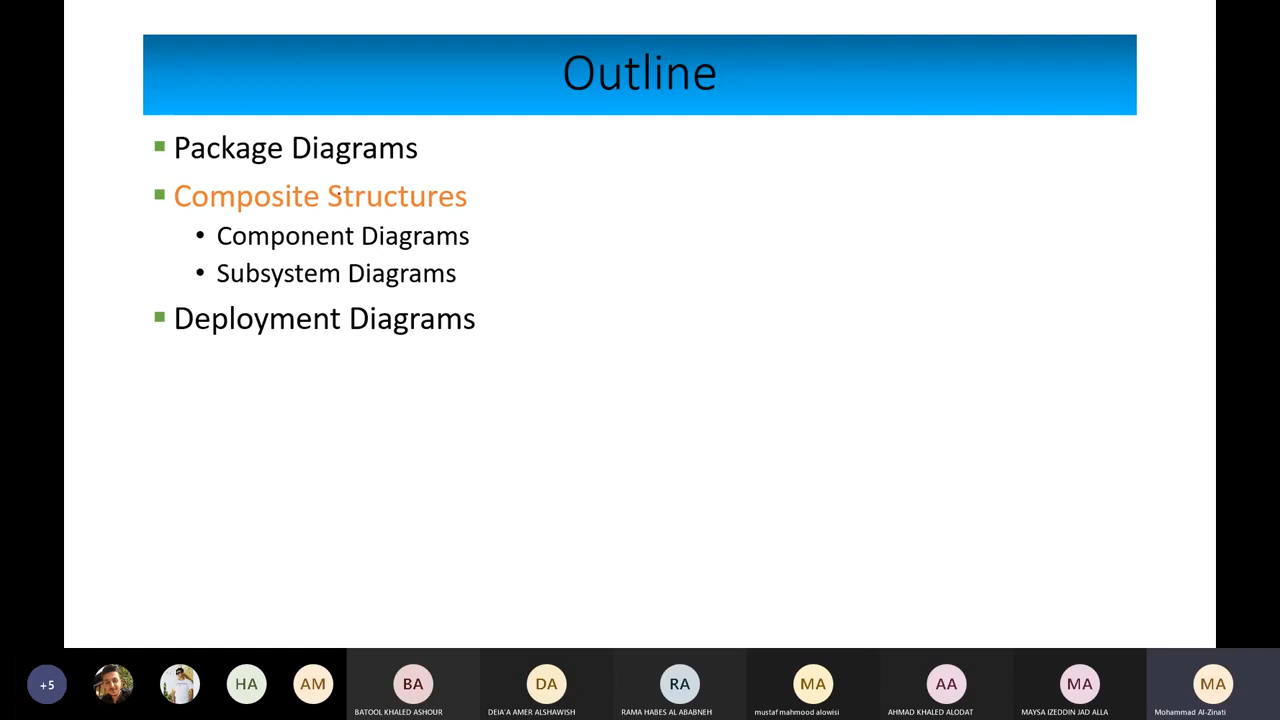 Outline
Package Diagrams
Composite Structures
Component Diagrams
Subsystem Diagrams
Deployment Diagrams
+5
HA
AM
BA
DA
RA
MA
AA
MA
MA
BATOOL KHALED ASHOUR
DEIA'A AMER ALSHAWISH
RAMA HABES AL ABABNEH
mustaf mahmood alowisi
AHMAD KHALED ALODAT
MAYSA IZEDDIN JAD ALLA
Mohammad Al-Zinati